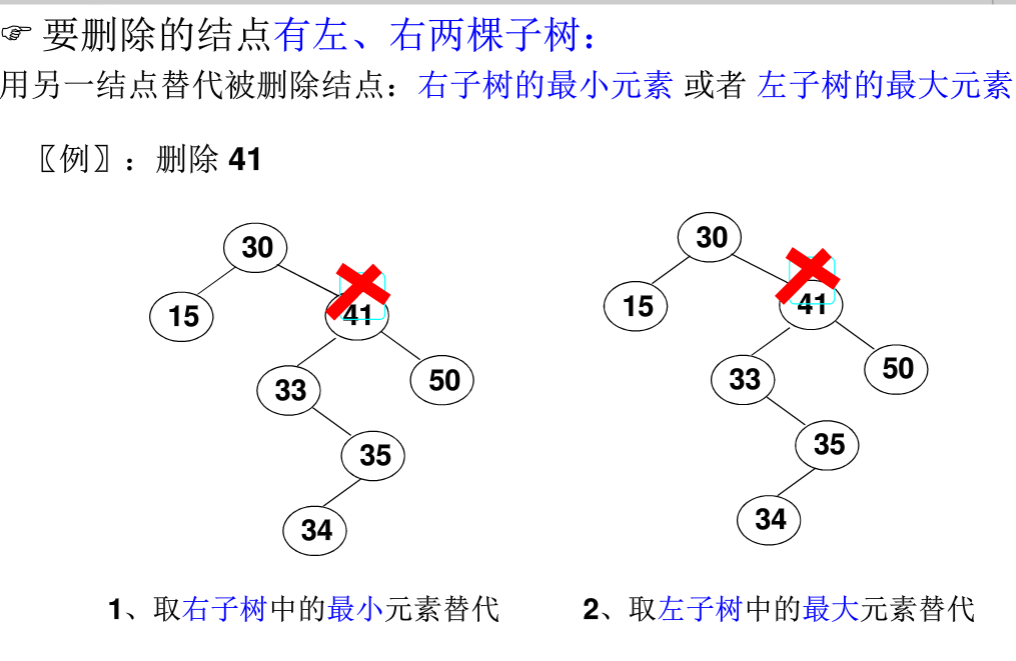 ☞ 要删除的结点有左、右两棵子树：
用另一结点替代被删除结点：右子树的最小元素 或者 左子树的最大元素
〖例〗：删除 41
30
15
41
33
50
35
34
30
15
41
33
50
35
34
1、取右子树中的最小元素替代
2、取左子树中的最大元素替代